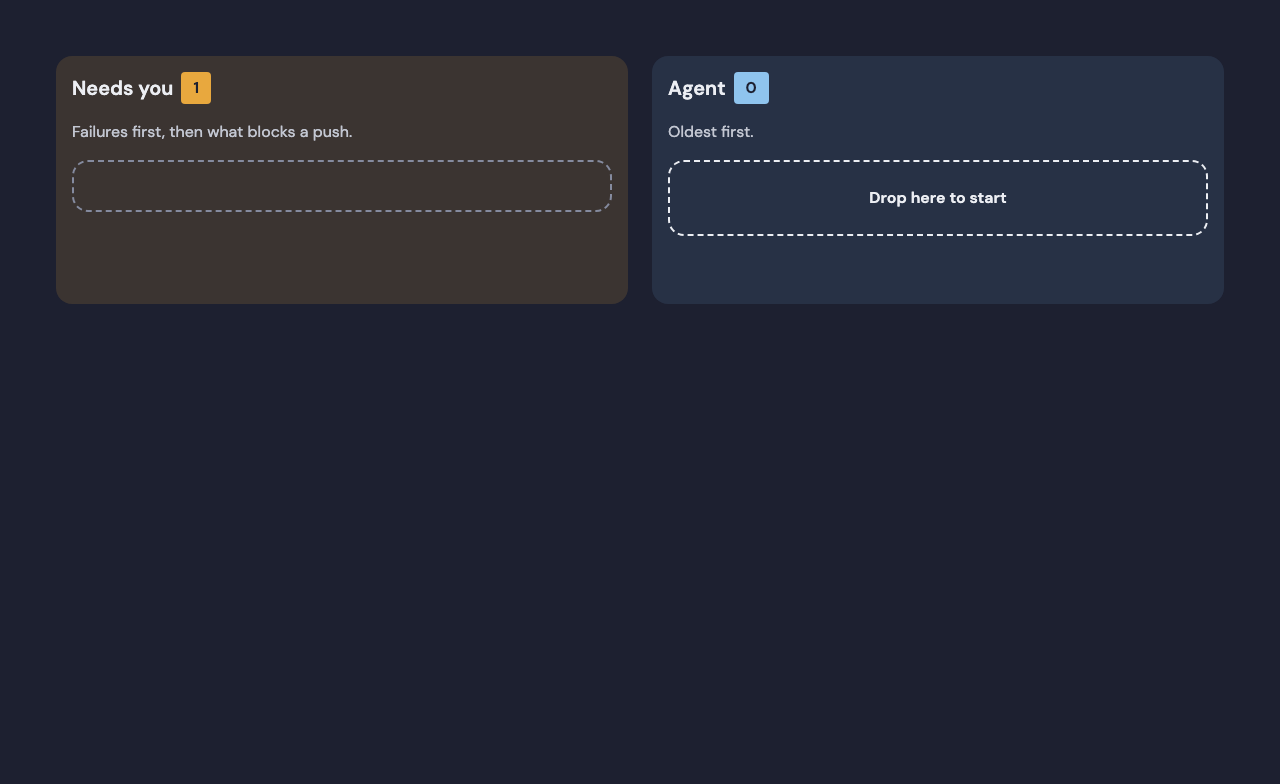 Needs you 1
Failures first, then what blocks a push.
Agent 0
Oldest first.
Drop here to start